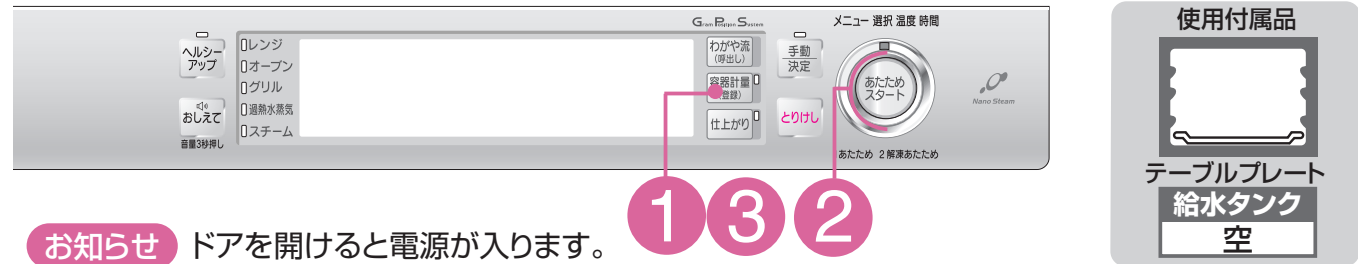 Gram Position System
メニュー 選択 温度 時間
ヘルシー
アップ
レンジ
オーブン
グリル
過熱水蒸気
スチーム
おしえて
音量3秒押し
わがや流
(呼出し)
容器計量
(登録)
仕上がり
手動
決定
とりけし
あたため
スタート
あたため 2 解凍あたため
Nano Steam
1 3 2
お知らせ ドアを開けると電源が入ります。
使用付属品
テーブルプレート
給水タンク
空